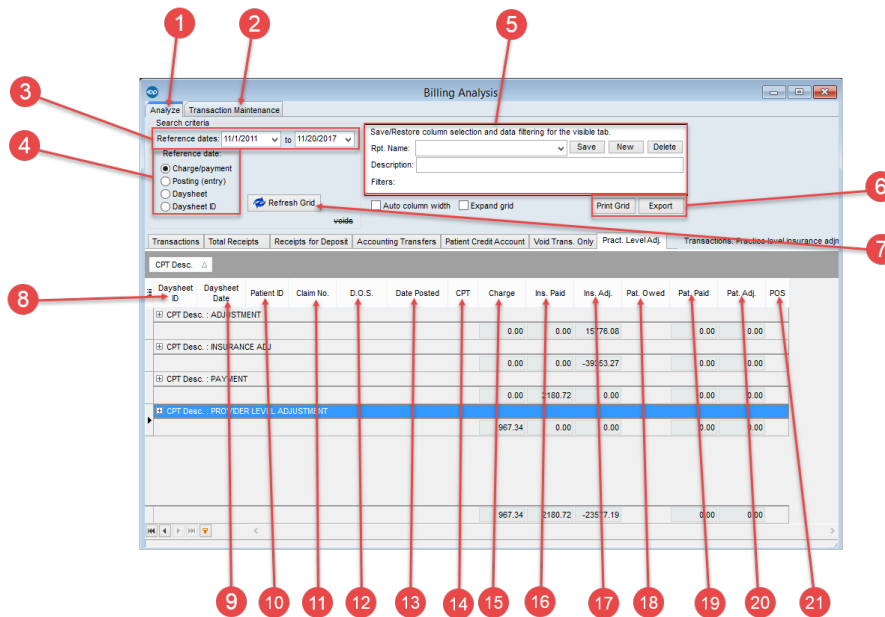 1 2 5
Billing Analysis
3
Analyze Transaction Maintenance
Search criteria
Reference dates: 11/1/2011 to 11/20/2017
Save/Restore column selection and data filtering for the visible tab.
4
Reference date:
Rpt. Name: Save New Delete
Charge/payment
Description:
Posting (entry)
Filters:
6
Daysheet
Daysheet ID
Refresh Grid
Auto column width Expand grid Print Grid Export
voids
7
Transactions Total Receipts Receipts for Deposit Accounting Transfers Patient Credit Account Void Trans. Only Pract. Level Adj. Transactions: Practice level insurance adjn
CPT Desc.
8
Daysheet ID Daysheet Date Patient ID Claim No. D.O.S. Date Posted CPT Charge Ins. Paid Ins. Adj. Pat. Owed Pat. Paid Pat. Adj. POS
CPT Desc. : ADJUSTMENT
0.00 0.00 0.00 0.00
CPT Desc. : INSURANCE ADJ
0.00 0.00 0.00 0.00
CPT Desc. : PAYMENT
0.00 2180.72 0.00 0.00 0.00
CPT Desc. : PROVIDER LEVEL ADJUSTMENT
967.34 0.00 0.00 0.00 0.00
967.34 2180.72 0.00 0.00
9 10 11 12 13 14 15 16 17 18 19 20 21